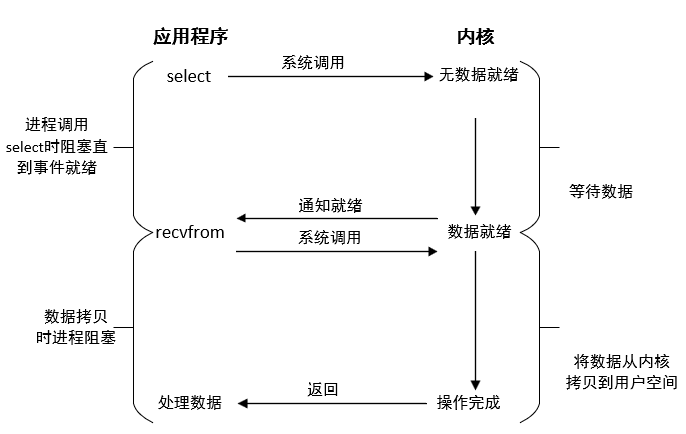 应用程序
内核
select
系统调用
无数据就绪
进程调用
select时阻塞直
到事件就绪
等待数据
通知就绪
recvfrom
数据就绪
系统调用
数据拷贝
时进程阻塞
将数据从内核
拷贝到用户空间
处理数据
返回
操作完成